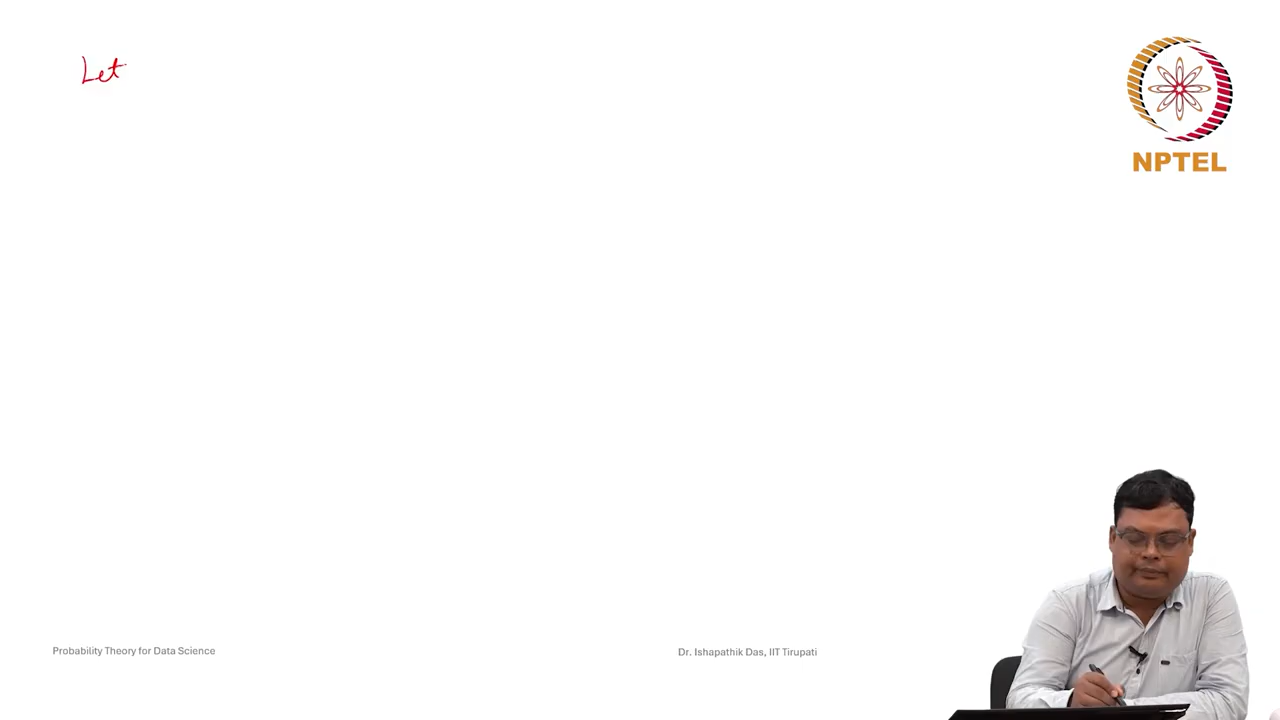 Let
NPTEL
Probability Theory for Data Science
Dr. Ishapathik Das, IIT Tirupati